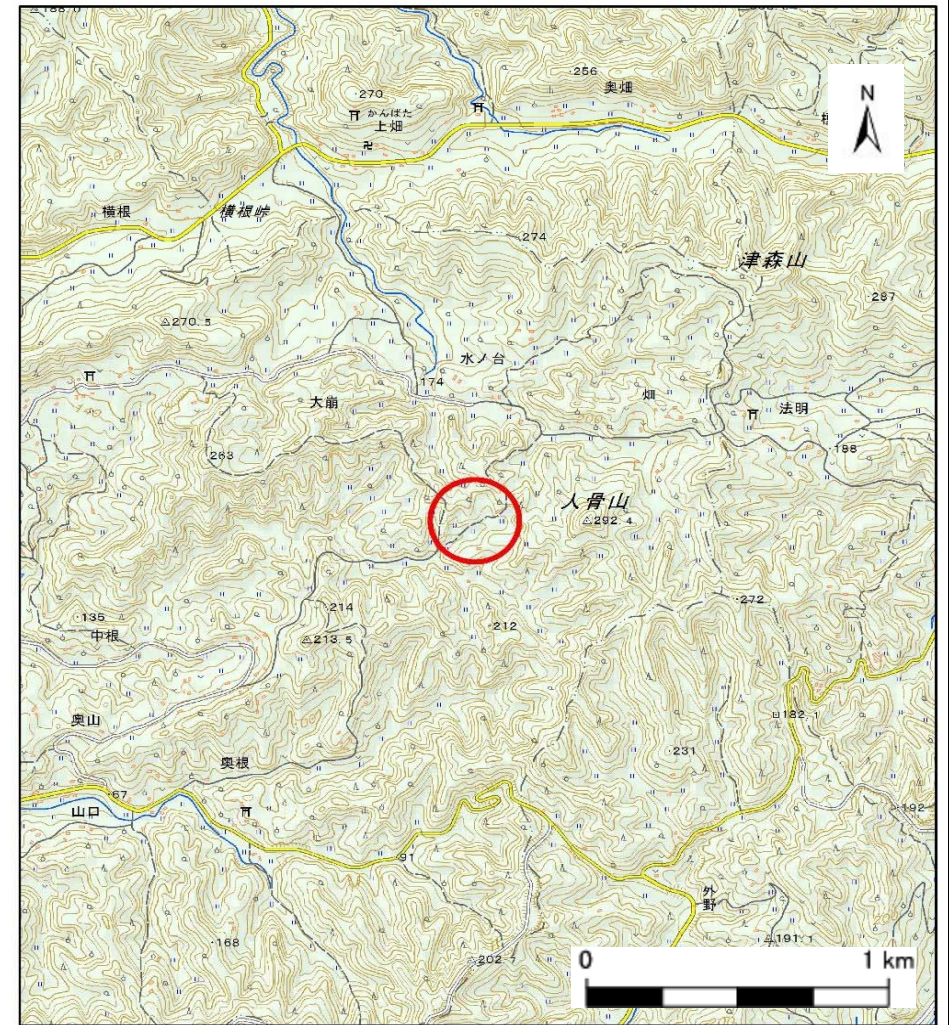 188.0
256
奥畑
N
270
かんばた
上畑
横根
横根峠
274
津森山
287
270.5
水ノ台
174
畑
大崩
法明
263
188
人骨山
292.4
272
135
214
中根
213.5
212
奥山
182.1
231
奥根
67
山口
192
91
外野
168
191.1
202.7
0
1 km